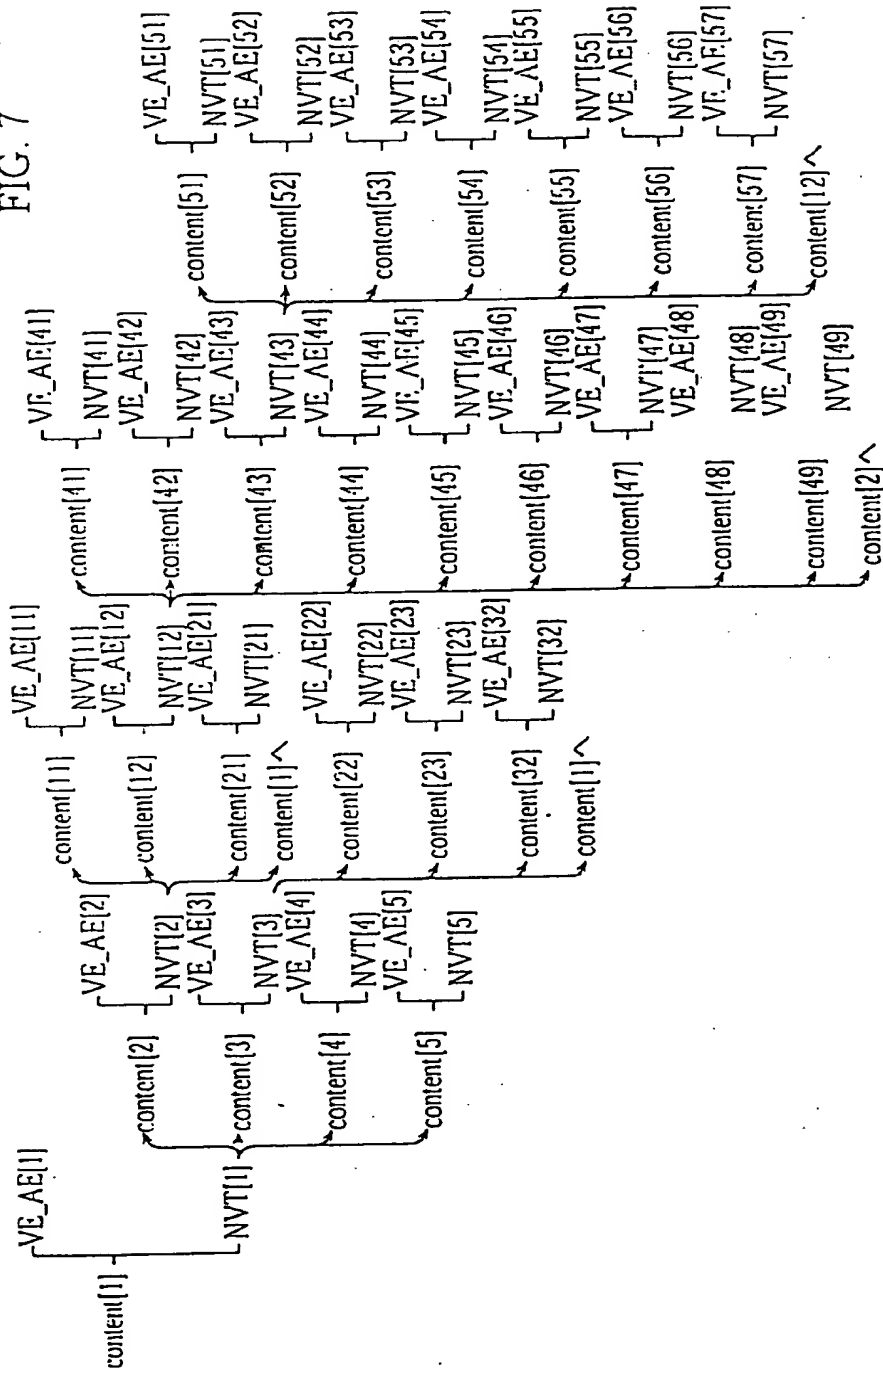 FIG. 7
content[1]
VE_AE[1]
NVT[1]
content[2]
content[3]
content[4]
content[5]
VE_AE[2]
NVT[2]
VE_AE[3]
NVT[3]
VE_AE[4]
NVT[4]
VE_AE[5]
NVT[5]
content[11]
content[12]
content[21]
content[1]^
content[22]
content[23]
content[32]
content[1]^
VE_AE[11]
NVT[11]
VE_AE[12]
NVT[12]
VE_AE[21]
NVT[21]
VE_AE[22]
NVT[22]
VE_AE[23]
NVT[23]
VE_AE[32]
NVT[32]
content[41]
content[42]
content[43]
content[44]
content[45]
content[46]
content[47]
content[48]
content[49]
content[2]^
VE_AE[41]
NVT[41]
VE_AE[42]
NVT[42]
VE_AE[43]
NVT[43]
VE_AE[44]
NVT[44]
VE_AE[45]
NVT[45]
VE_AE[46]
NVT[46]
VE_AE[47]
NVT[47]
VE_AE[48]
NVT[48]
VE_AE[49]
NVT[49]
content[51]
content[52]
content[53]
content[54]
content[55]
content[56]
content[57]
content[12]^
VE_AE[51]
NVT[51]
VE_AE[52]
NVT[52]
VE_AE[53]
NVT[53]
VE_AE[54]
NVT[54]
VE_AE[55]
NVT[55]
VE_AE[56]
NVT[56]
VE_AE[57]
NVT[57]